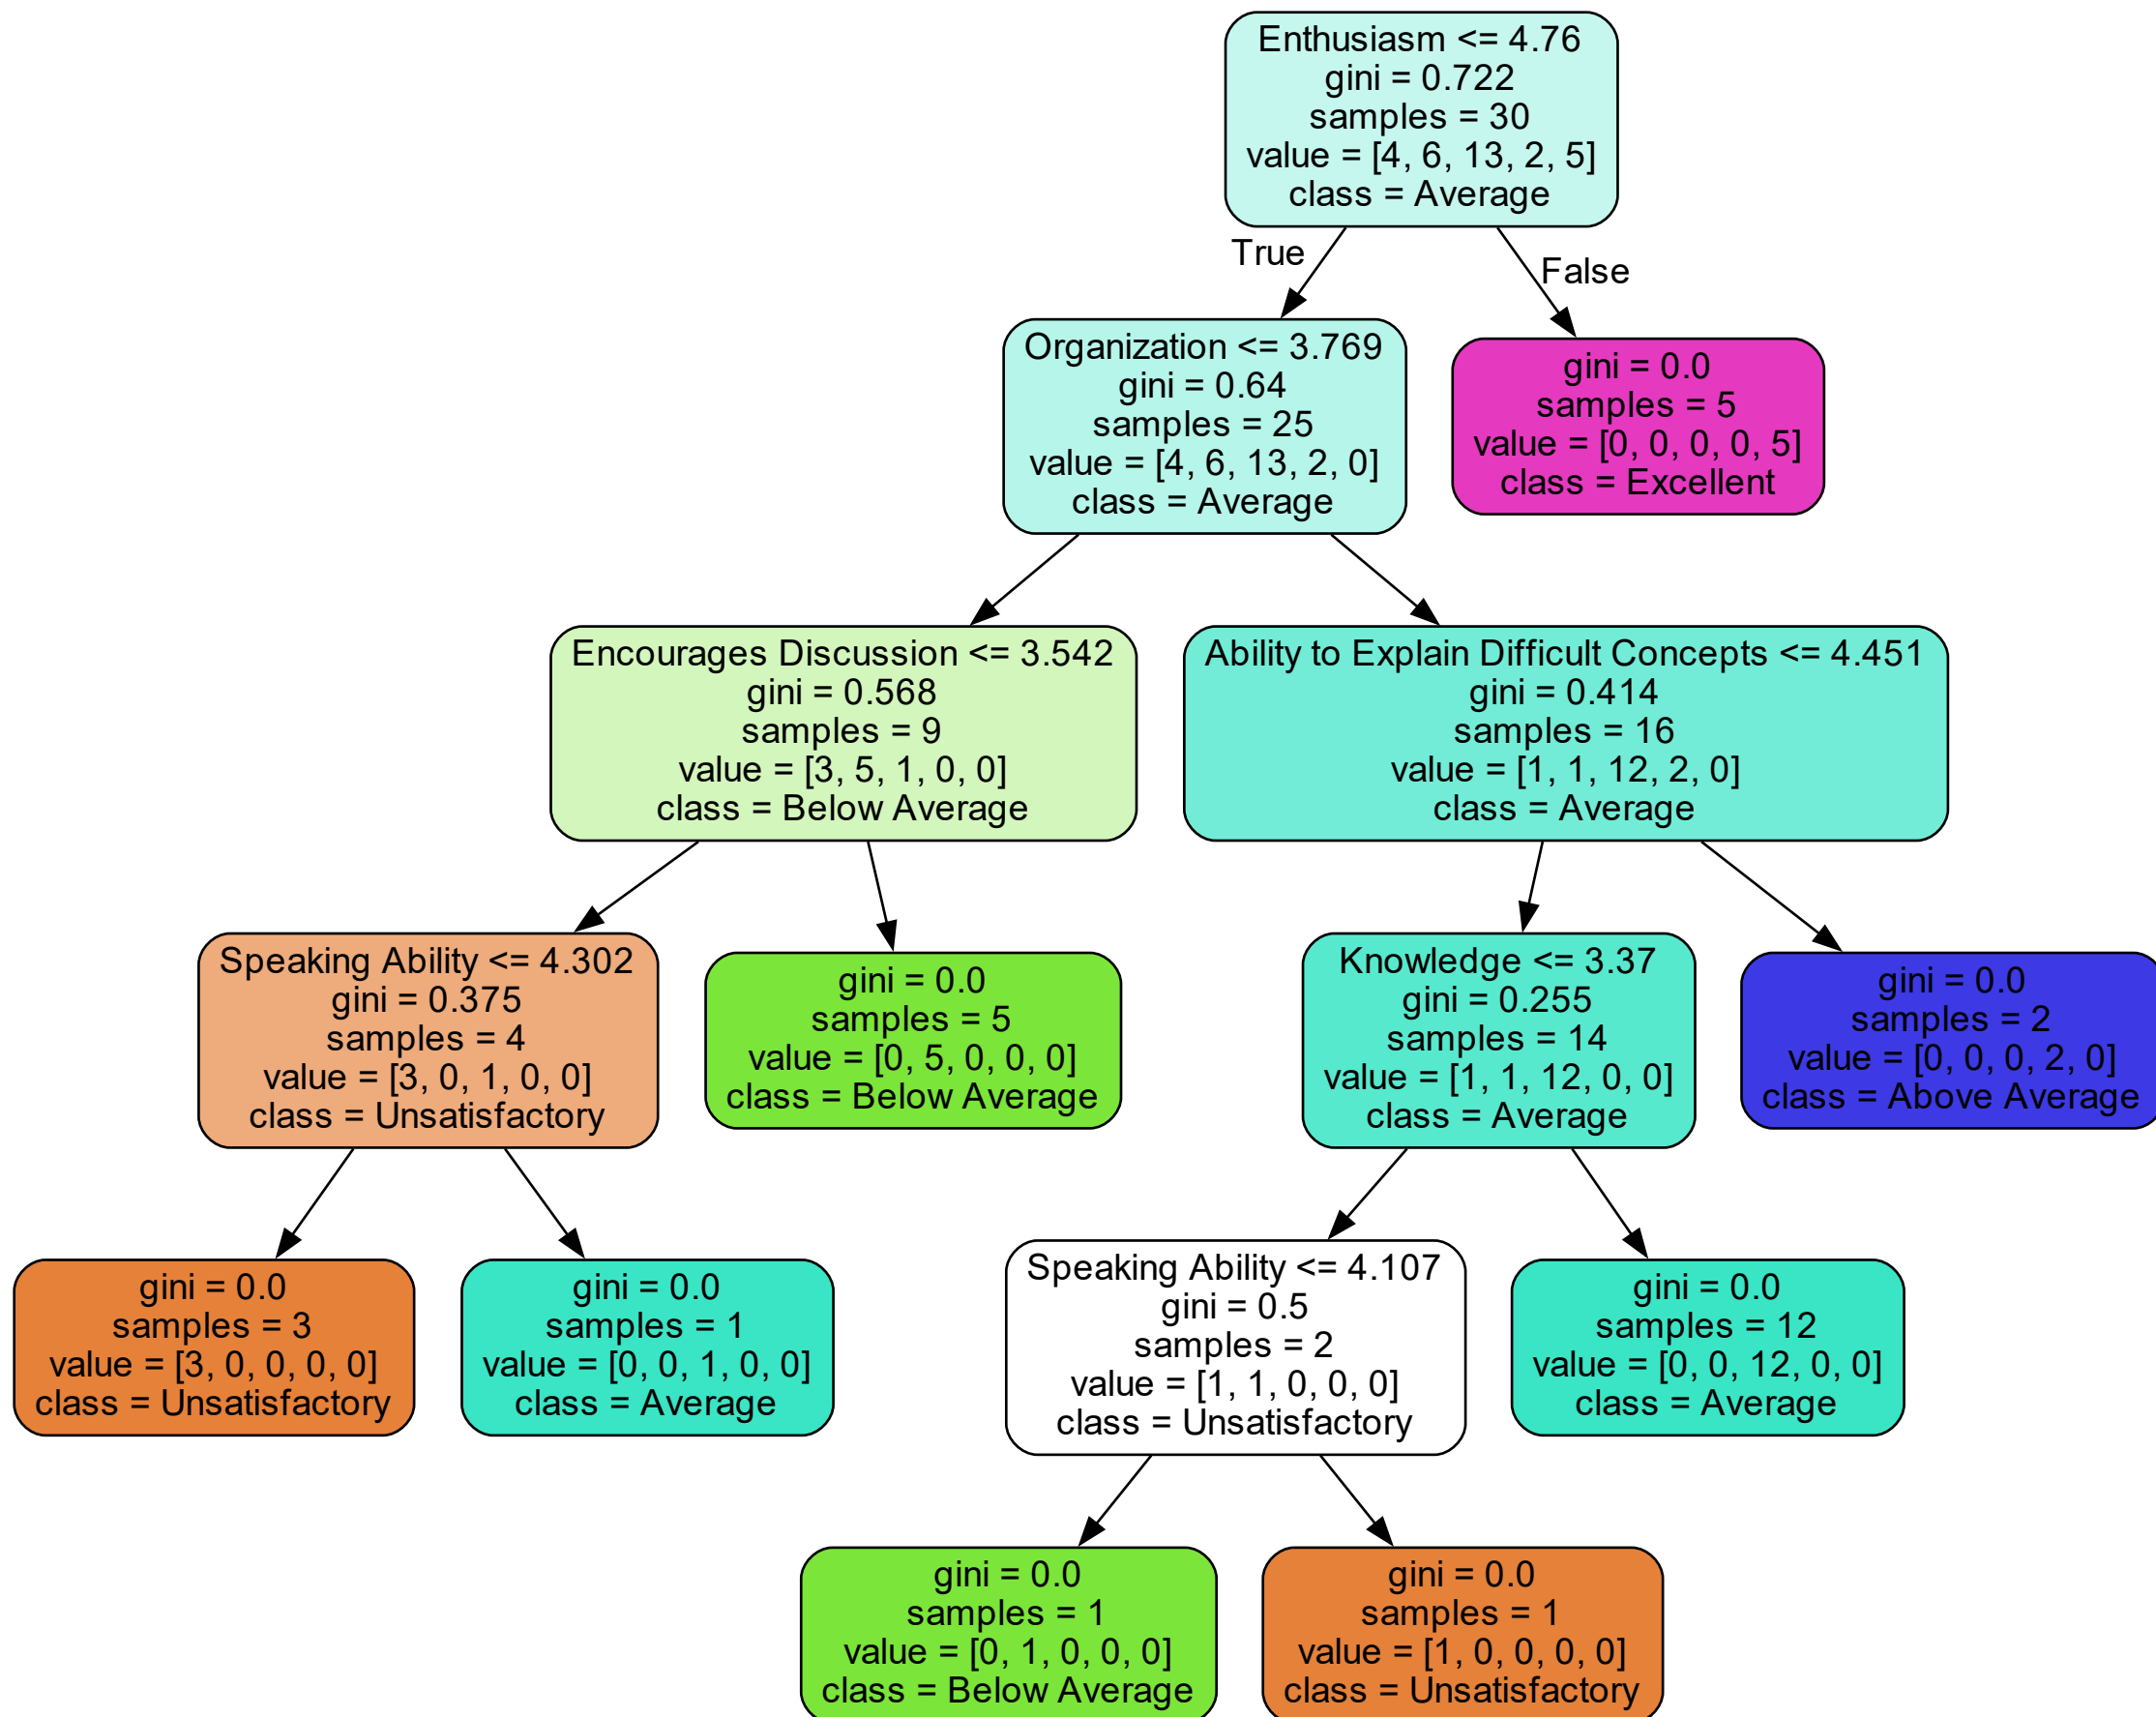 Enthusiasm <= 4.76
gini = 0.722
samples = 30
value = [4, 6, 13, 2, 5]
class = Average
True
False
Organization <= 3.769
gini = 0.64
samples = 25
value = [4, 6, 13, 2, 0]
class = Average
gini = 0.0
samples = 5
value = [0, 0, 0, 0, 5]
class = Excellent
Encourages Discussion <= 3.542
gini = 0.568
samples = 9
value = [3, 5, 1, 0, 0]
class = Below Average
Ability to Explain Difficult Concepts <= 4.451
gini = 0.414
samples = 16
value = [1, 1, 12, 2, 0]
class = Average
Speaking Ability <= 4.302
gini = 0.375
samples = 4
value = [3, 0, 1, 0, 0]
class = Unsatisfactory
gini = 0.0
samples = 5
value = [0, 5, 0, 0, 0]
class = Below Average
Knowledge <= 3.37
gini = 0.255
samples = 14
value = [1, 1, 12, 0, 0]
class = Average
gini = 0.0
samples = 2
value = [0, 0, 0, 2, 0]
class = Above Average
gini = 0.0
samples = 3
value = [3, 0, 0, 0, 0]
class = Unsatisfactory
gini = 0.0
samples = 1
value = [0, 0, 1, 0, 0]
class = Average
Speaking Ability <= 4.107
gini = 0.5
samples = 2
value = [1, 1, 0, 0, 0]
class = Unsatisfactory
gini = 0.0
samples = 12
value = [0, 0, 12, 0, 0]
class = Average
gini = 0.0
samples = 1
value = [0, 1, 0, 0, 0]
class = Below Average
gini = 0.0
samples = 1
value = [1, 0, 0, 0, 0]
class = Unsatisfactory